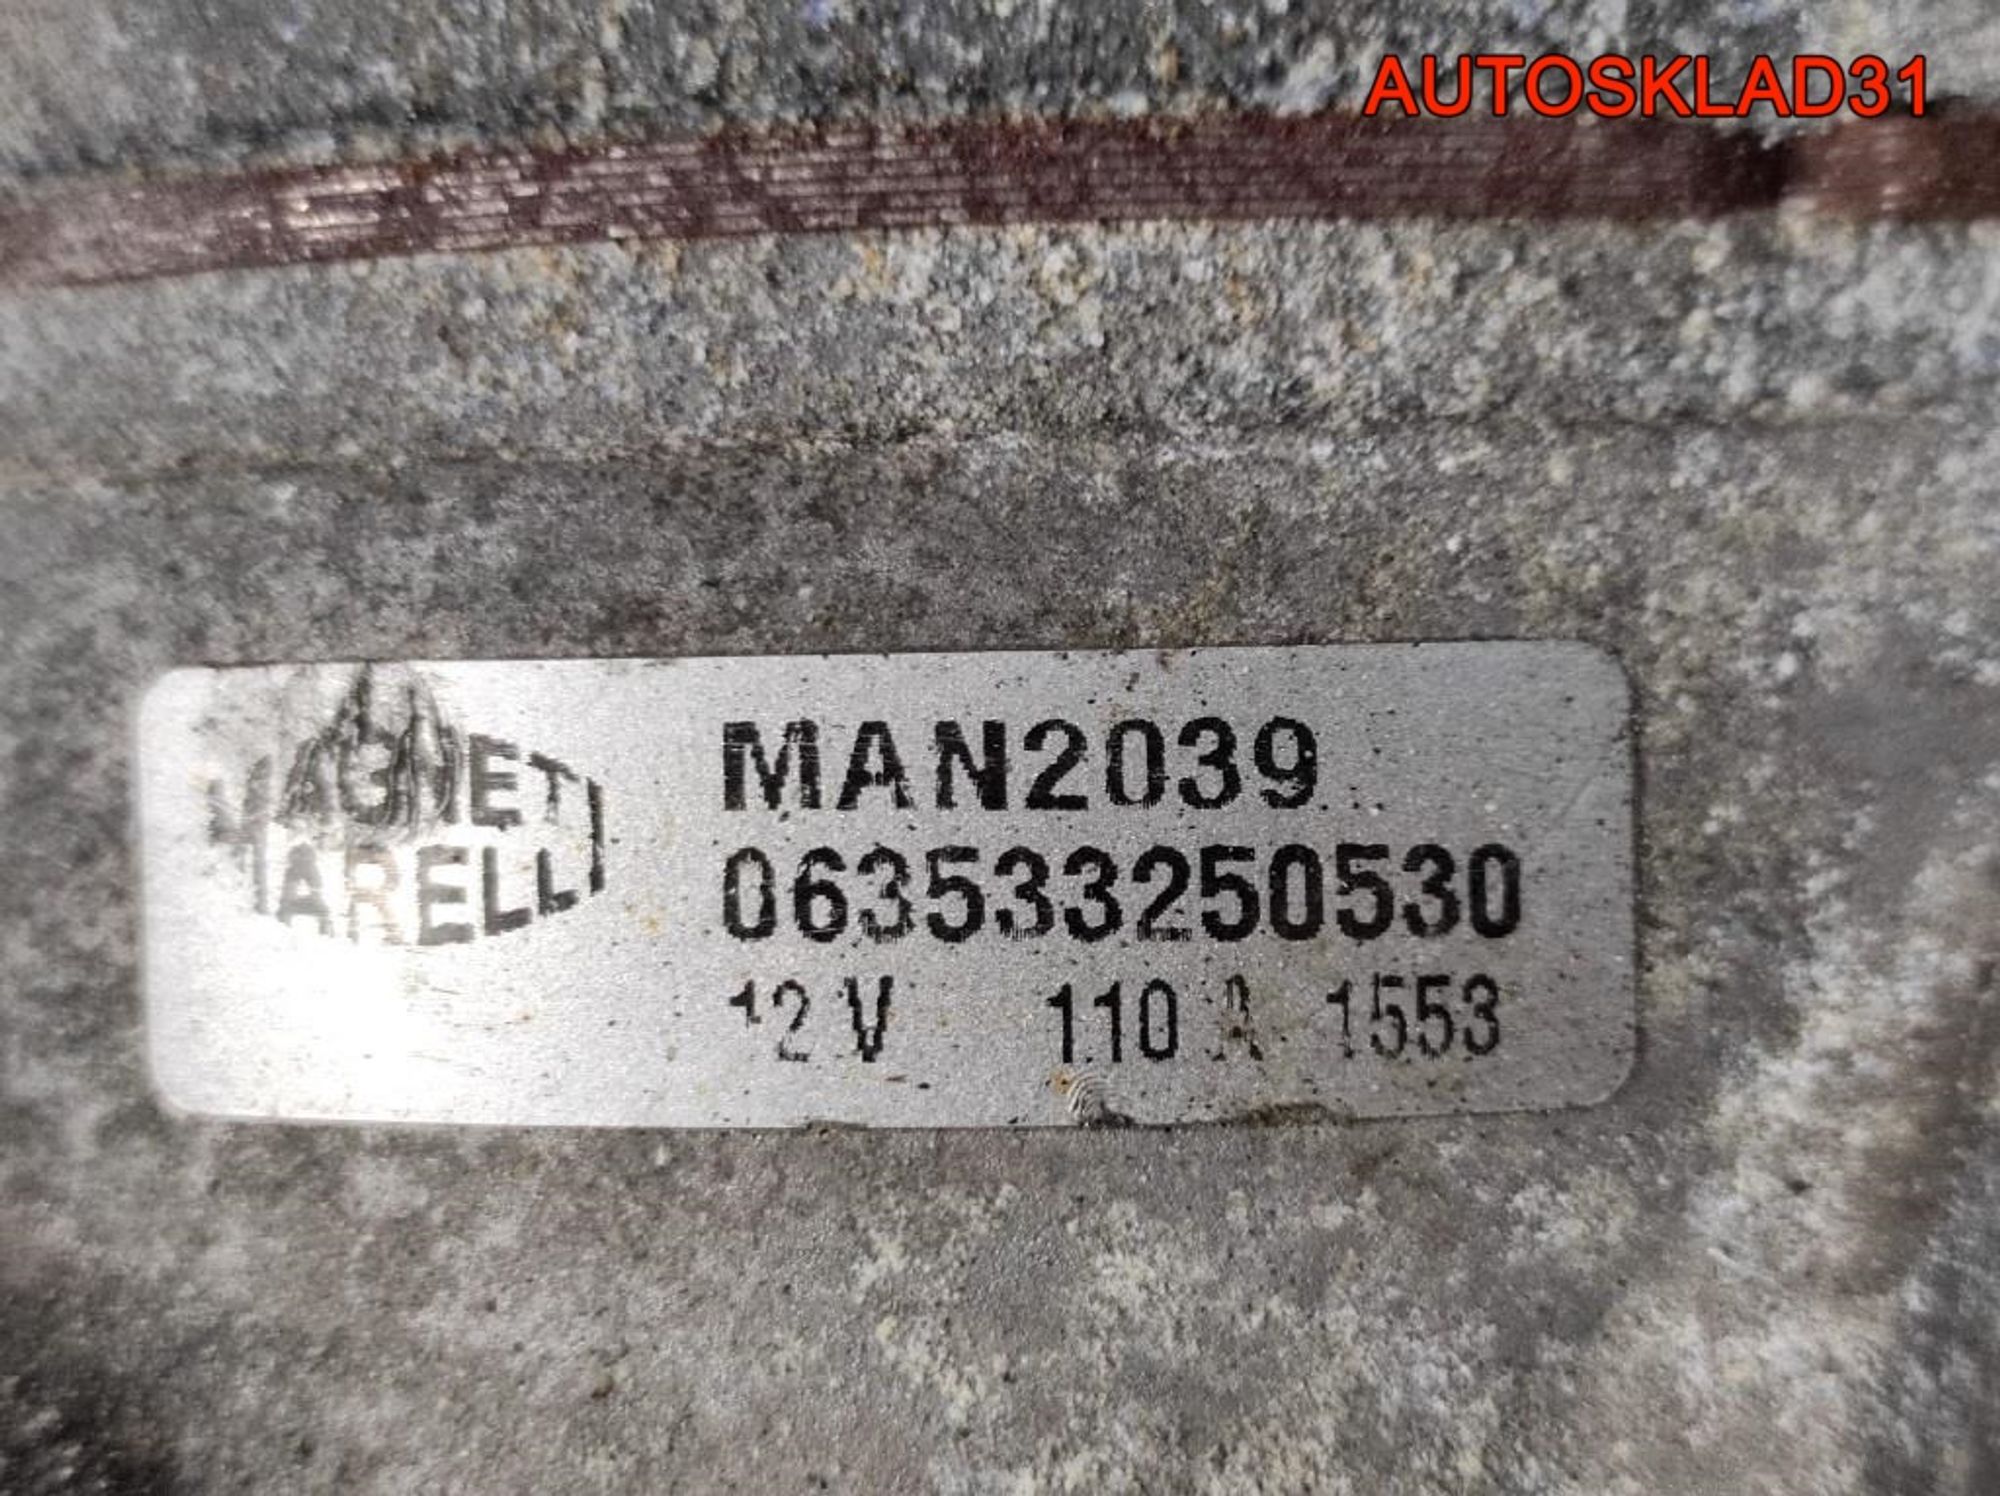 AUTOSKLAD31
MAGNETI
MARELLI
MAN2039
063533250530
12 V 110 A 1553